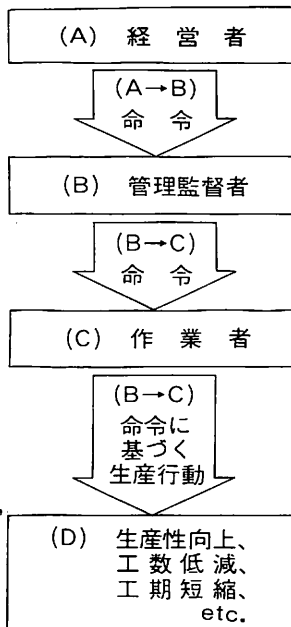 (A) 経営者
(A→B)
命令
(B) 管理監督者
(B→C)
命令
(C) 作業者
(B→C)
命令に
基づく
生産行動
(D) 生産性向上、
工数低減、
工期短縮、
etc.